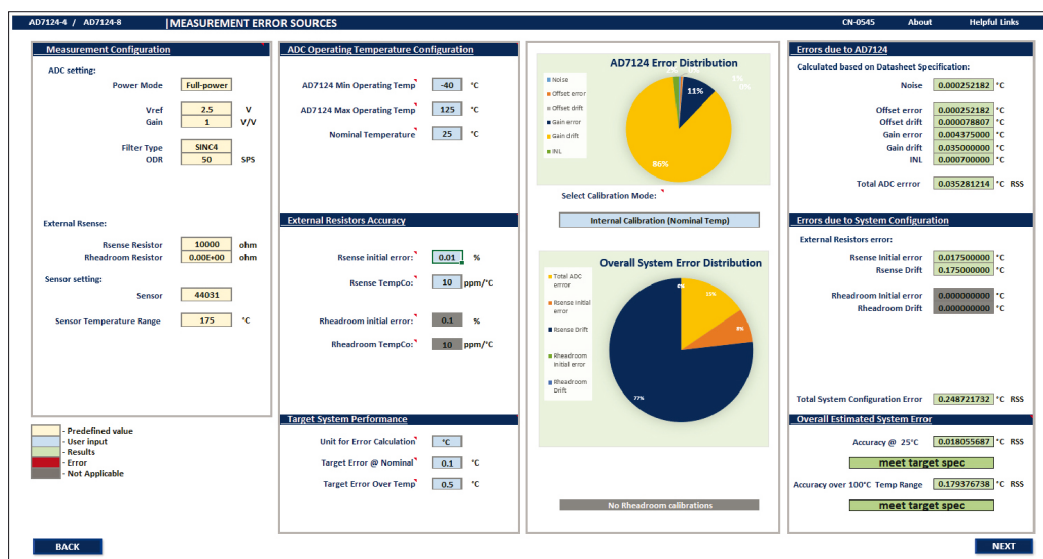 AD7124-4 / AD7124-8 |MEASUREMENT ERROR SOURCES CN-0545 About Helpful Links
Measurement Configuration
ADC setting:
Power Mode Full-power
Vref 2.5 V
Gain 1 V/V
Filter Type SINC4
ODR 50 SPS
External Rsense:
Rsense Resistor 10000 ohm
Rheadroom Resistor 0.00E+00 ohm
Sensor setting:
Sensor 44031
Sensor Temperature Range 175 °C
- Predefined value
- User input
- Results
- Error
- Not Applicable
BACK
ADC Operating Temperature Configuration
AD7124 Min Operating Temp -40 °C
AD7124 Max Operating Temp 125 °C
Nominal Temperature 25 °C
External Resistors Accuracy
Rsense initial error: 0.01 %
Rsense TempCo: 10 ppm/°C
Rheadroom initial error: 0.1 %
Rheadroom TempCo: 10 ppm/°C
Target System Performance
Unit for Error Calculation °C
Target Error @ Nominal 0.1 °C
Target Error Over Temp 0.5 °C
AD7124 Error Distribution
Noise
Offset error
Offset drift
Gain error
Gain drift
INL
11%
86%
2%
1%
0%
Select Calibration Mode:
Internal Calibration (Nominal Temp)
Overall System Error Distribution
Total ADC
error
Rsense Initial
error
Rsense Drift
Rheadroom
Initial error
Rheadroom
Drift
0%
15%
8%
77%
No Rheadroom calibrations
Errors due to AD7124
Calculated based on Datasheet Specification:
Noise 0.000252182 °C
Offset error 0.000252182 °C
Offset drift 0.000078807 °C
Gain error 0.004375000 °C
Gain drift 0.035000000 °C
INL 0.000700000 °C
Total ADC errror 0.035281214 °C RSS
Errors due to System Configuration
External Resistors error:
Rsense Initial error 0.017500000 °C
Rsense Drift 0.175000000 °C
Rheadroom Initial error 0.000000000 °C
Rheadroom Drift 0.000000000 °C
Total System Configuration Error 0.248721732 °C RSS
Overall Estimated System Error
Accuracy @ 25°C 0.018055687 °C RSS
meet target spec
Accuracy over 100°C Temp Range 0.179376738 °C RSS
meet target spec
NEXT